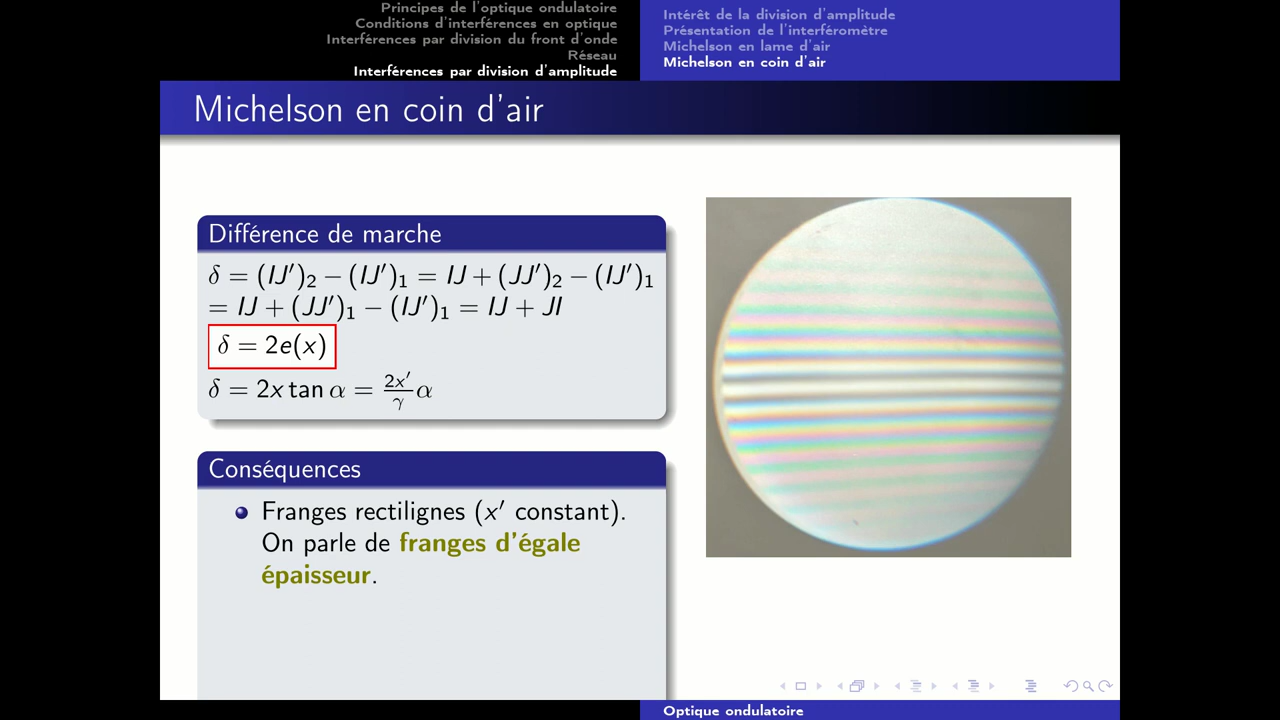 Principes de l'optique ondulatoire
Conditions d'interférences en optique
Interférences par division du front d'onde
Réseau
Interférences par division d'amplitude
Intérêt de la division d'amplitude
Présentation de l'interféromètre
Michelson en lame d'air
Michelson en coin d'air
Michelson en coin d'air
Différence de marche
δ = (IJ′)₂ − (IJ′)₁ = IJ + (JJ′)₂ − (IJ′)₁
= IJ + (JJ′)₁ − (IJ′)₁ = IJ + JI
δ = 2e(x)
δ = 2x tan α = 2x′/γ α
Conséquences
Franges rectilignes (x′ constant).
On parle de franges d'égale
épaisseur.
Optique ondulatoire